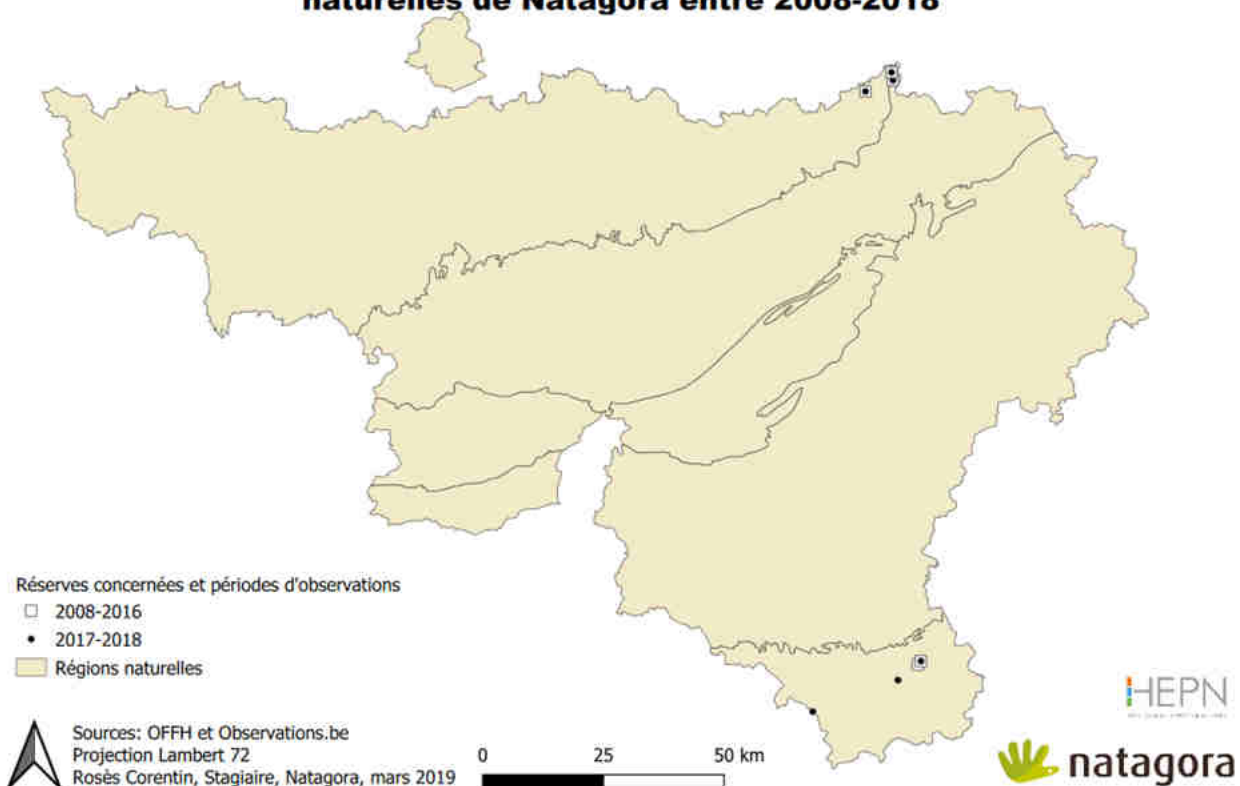 naturelles de Natagora entre 2008-2018
Réserves concernées et périodes d'observations
2008-2016
2017-2018
Régions naturelles
Sources: OFFH et Observations.be
Projection Lambert 72
Rosès Corentin, Stagiaire, Natagora, mars 2019
0 25 50 km
HEPN
natagora